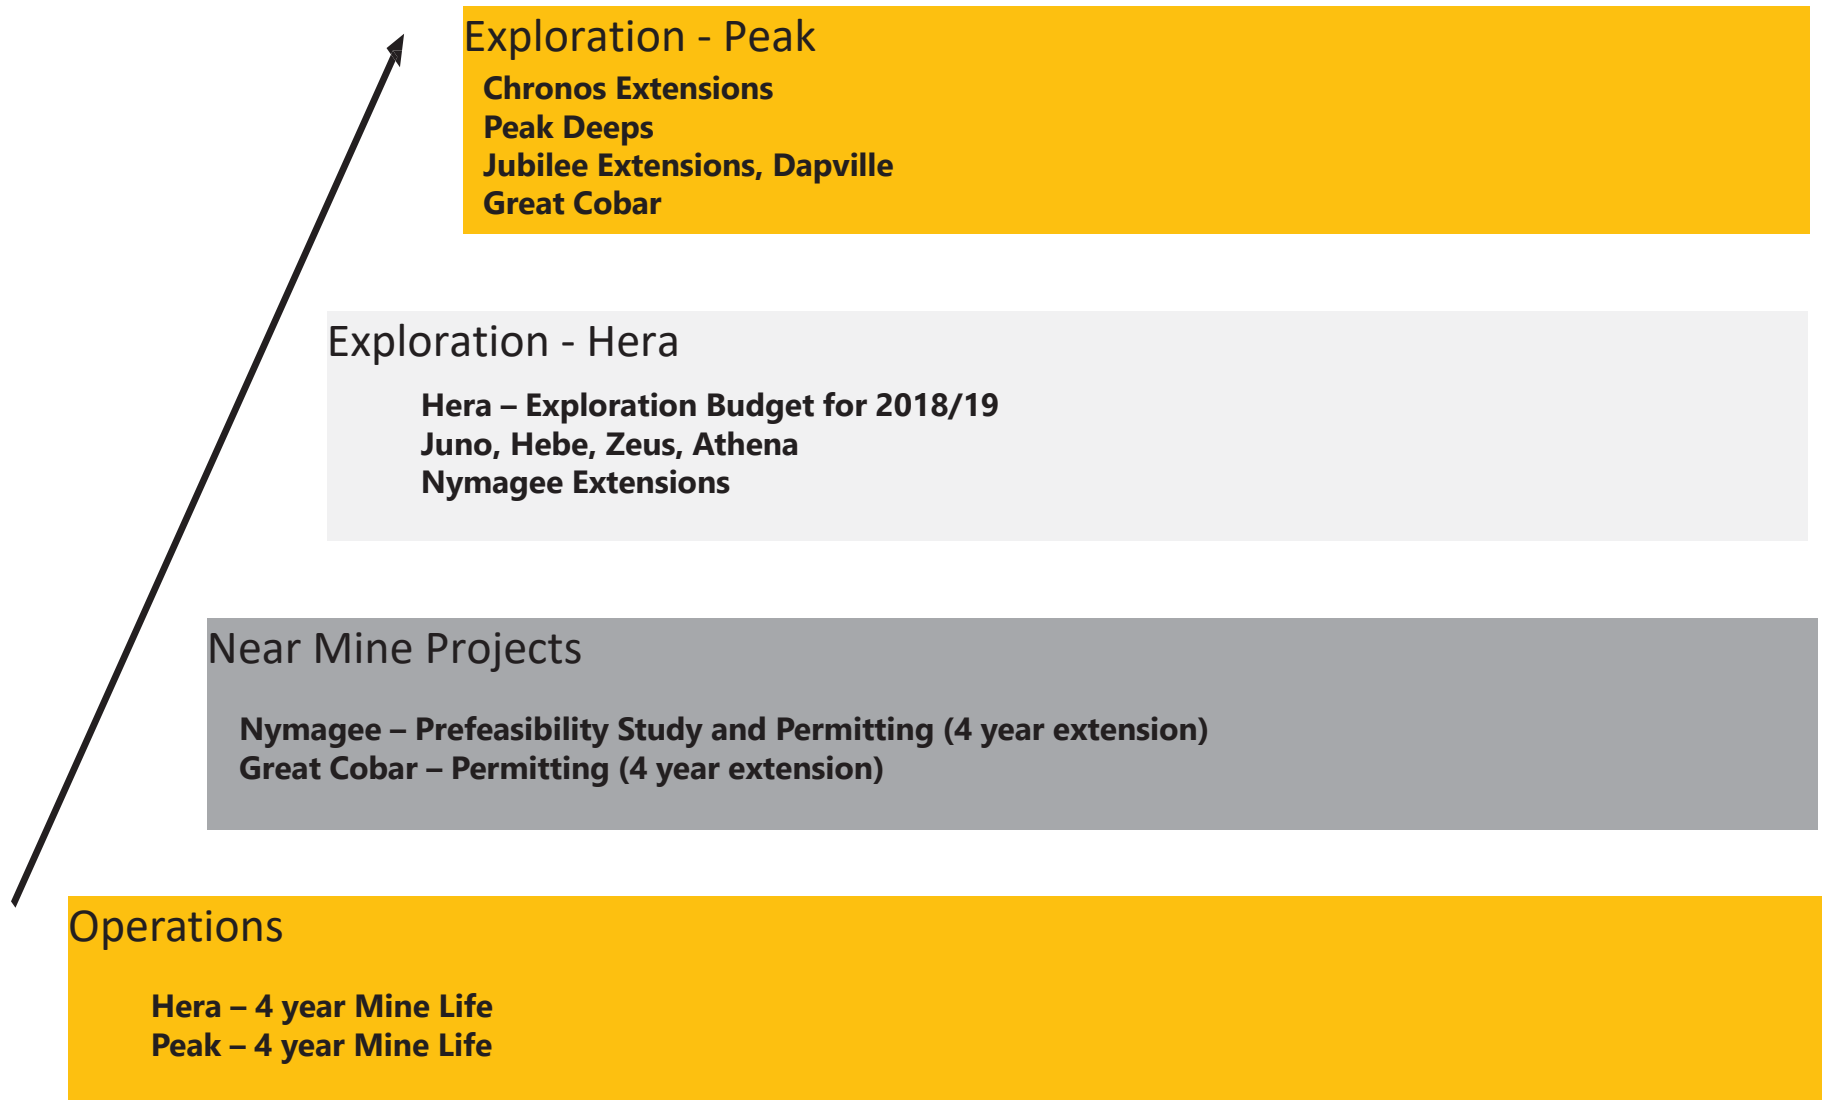 Exploration - Peak
Chronos Extensions
Peak Deeps
Jubilee Extensions, Dapville
Great Cobar
Exploration - Hera
Hera – Exploration Budget for 2018/19
Juno, Hebe, Zeus, Athena
Nymagee Extensions
Near Mine Projects
Nymagee – Prefeasibility Study and Permitting (4 year extension)
Great Cobar – Permitting (4 year extension)
Operations
Hera – 4 year Mine Life
Peak – 4 year Mine Life